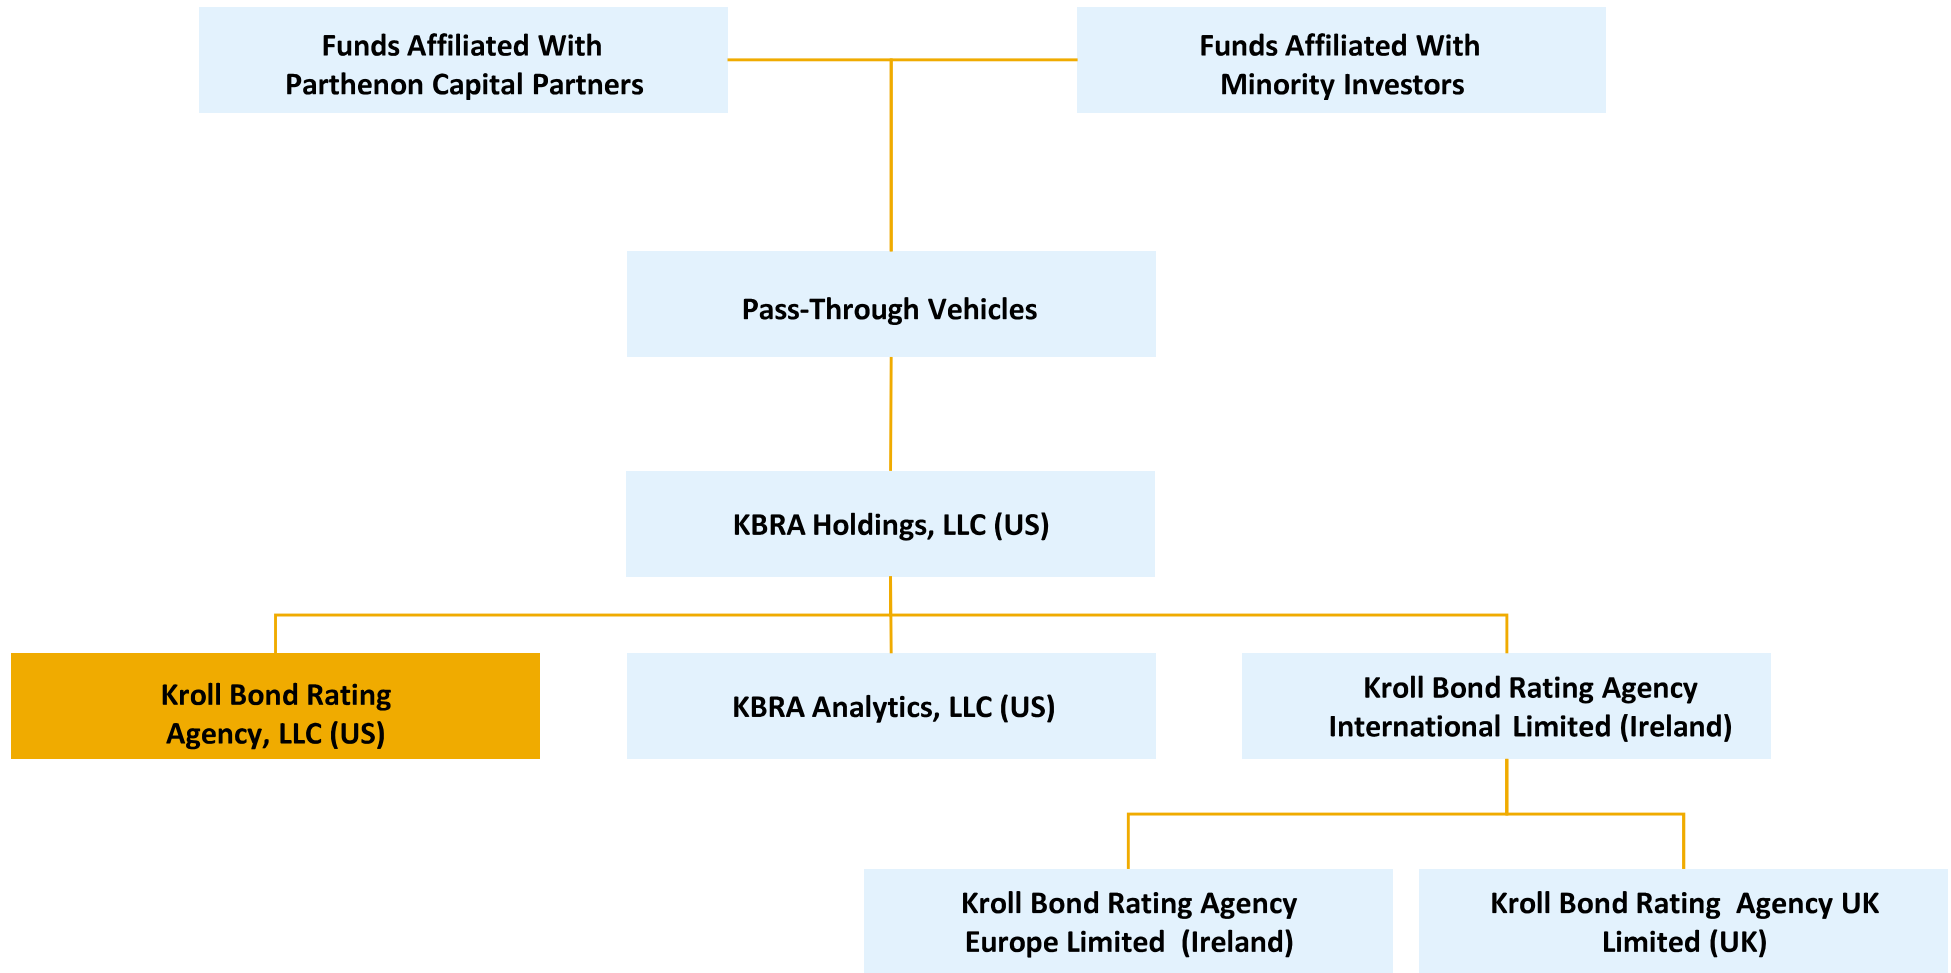 Funds Affiliated With
Parthenon Capital Partners
Funds Affiliated With
Minority Investors
Pass-Through Vehicles
KBRA Holdings, LLC (US)
Kroll Bond Rating
Agency, LLC (US)
KBRA Analytics, LLC (US)
Kroll Bond Rating Agency
International Limited (Ireland)
Kroll Bond Rating Agency
Europe Limited (Ireland)
Kroll Bond Rating Agency UK
Limited (UK)